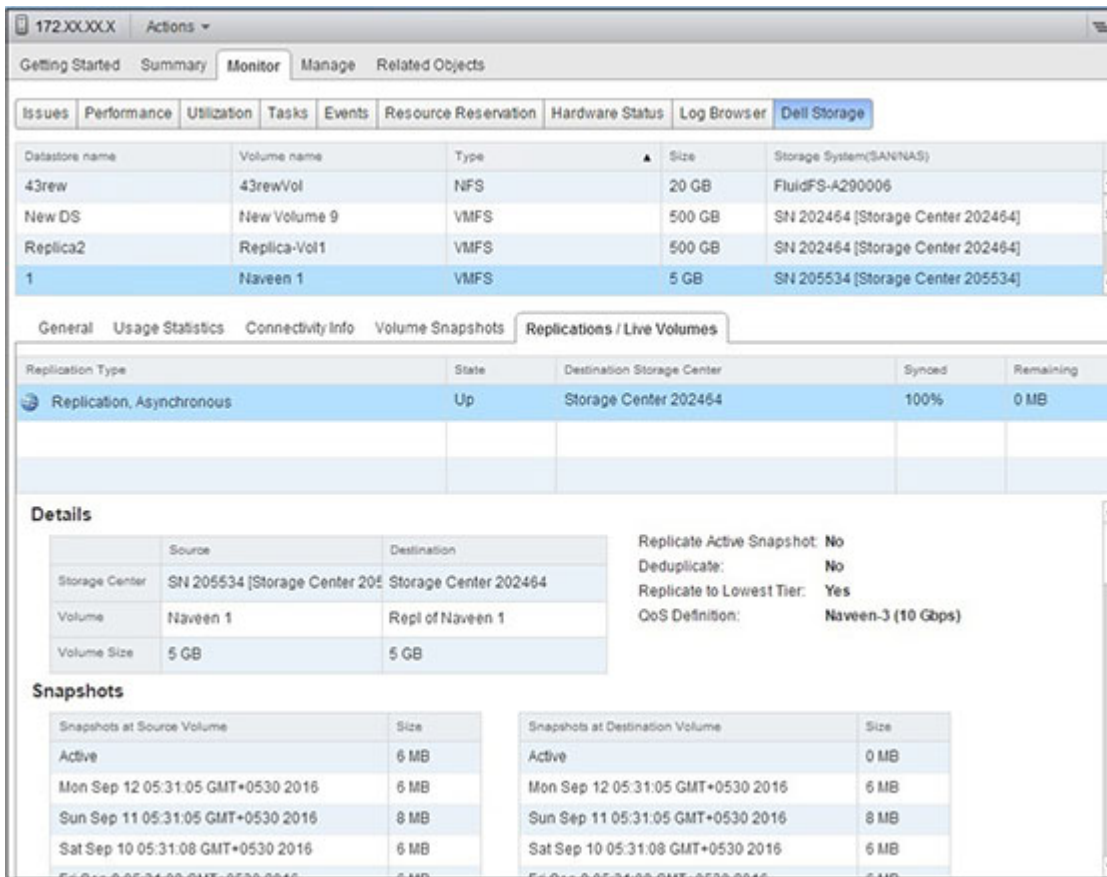 172.XX.XX.X Actions
Getting Started Summary Monitor Manage Related Objects
Issues Performance Utilization Tasks Events Resource Reservation Hardware Status Log Browser Dell Storage
Datastore name Volume name Type Size Storage System(SAN/NAS)
43rew 43rewVol NFS 20 GB FluidFS-A290006
New DS New Volume 9 VMFS 500 GB SN 202464 [Storage Center 202464]
Replica2 Replica-Vol1 VMFS 500 GB SN 202464 [Storage Center 202464]
1 Naveen 1 VMFS 5 GB SN 205534 [Storage Center 205534]
General Usage Statistics Connectivity Info Volume Snapshots Replications / Live Volumes
Replication Type State Destination Storage Center Synced Remaining
Replication, Asynchronous Up Storage Center 202464 100% 0 MB
Details
Source Destination
Storage Center SN 205534 [Storage Center 205 Storage Center 202464
Volume Naveen 1 Repl of Naveen 1
Volume Size 5 GB 5 GB
Replicate Active Snapshot: No
Deduplicate: No
Replicate to Lowest Tier: Yes
QoS Definition: Naveen-3 (10 Gbps)
Snapshots
Snapshots at Source Volume Size
Active 6 MB
Mon Sep 12 05:31:05 GMT+0530 2016 6 MB
Sun Sep 11 05:31:05 GMT+0530 2016 8 MB
Sat Sep 10 05:31:08 GMT+0530 2016 6 MB
Snapshots at Destination Volume Size
Active 0 MB
Mon Sep 12 05:31:05 GMT+0530 2016 6 MB
Sun Sep 11 05:31:05 GMT+0530 2016 8 MB
Sat Sep 10 05:31:08 GMT+0530 2016 6 MB